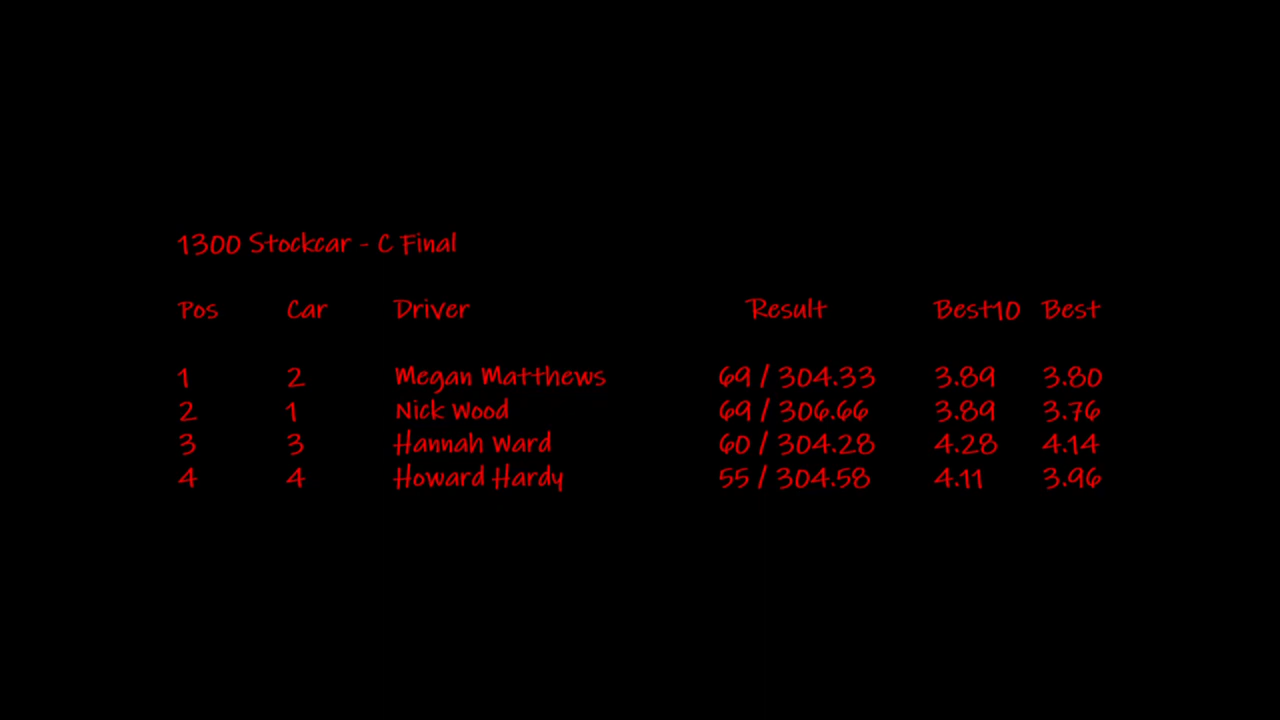 1300 Stockcar - C Final
Pos Car Driver Result Best10 Best
1 2 Megan Matthews 69 / 304.33 3.89 3.80
2 1 Nick Wood 69 / 306.66 3.89 3.76
3 3 Hannah Ward 60 / 304.28 4.28 4.14
4 4 Howard Hardy 55 / 304.58 4.11 3.96